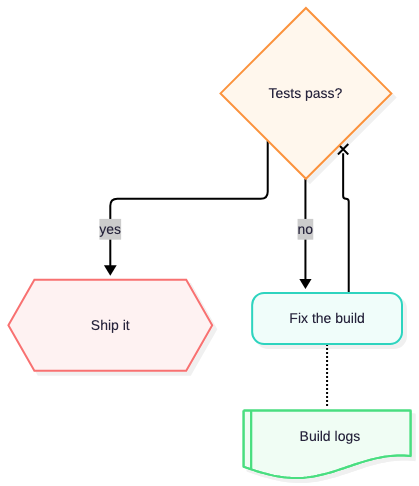 Tests pass?
yes
no
Ship it
Fix the build
Build logs